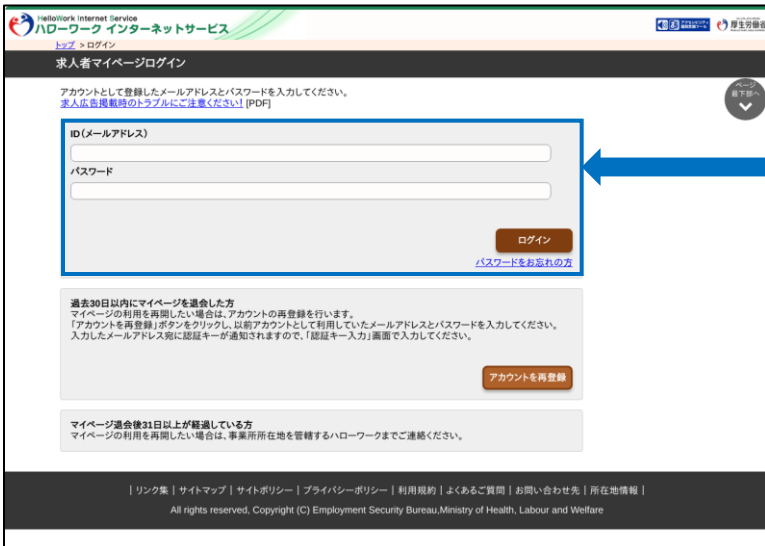 HelloWork Internet Service
ハローワーク インターネットサービス
厚生労働省
トップ > ログイン
求人者マイページログイン
アカウントとして登録したメールアドレスとパスワードを入力してください。
求人広告掲載時のトラブルにご注意ください! [PDF]
ページ
最下部へ
ID(メールアドレス)
パスワード
ログイン
パスワードをお忘れの方
過去30日以内にマイページを退会した方
マイページの利用を再開したい場合は、アカウントの再登録を行います。
「アカウントを再登録」ボタンをクリックし、以前アカウントとして利用していたメールアドレスとパスワードを入力してください。
入力したメールアドレス宛に認証キーが通知されますので、「認証キー入力」画面で入力してください。
アカウントを再登録
マイページ退会後31日以上が経過している方
マイページの利用を再開したい場合は、事業所所在地を管轄するハローワークまでご連絡ください。
| リンク集 | サイトマップ | サイトポリシー | プライバシーポリシー | 利用規約 | よくあるご質問 | お問い合わせ先 | 所在地情報 |
All rights reserved, Copyright (C) Employment Security Bureau,Ministry of Health, Labour and Welfare